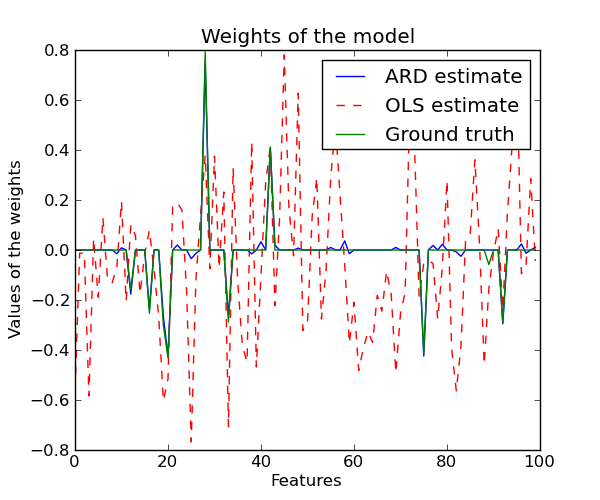 Weights of the model
ARD estimate
OLS estimate
Ground truth
Values of the weights
0.8
0.6
0.4
0.2
0.0
−0.2
−0.4
−0.6
−0.8
0 20 40 60 80 100
Features